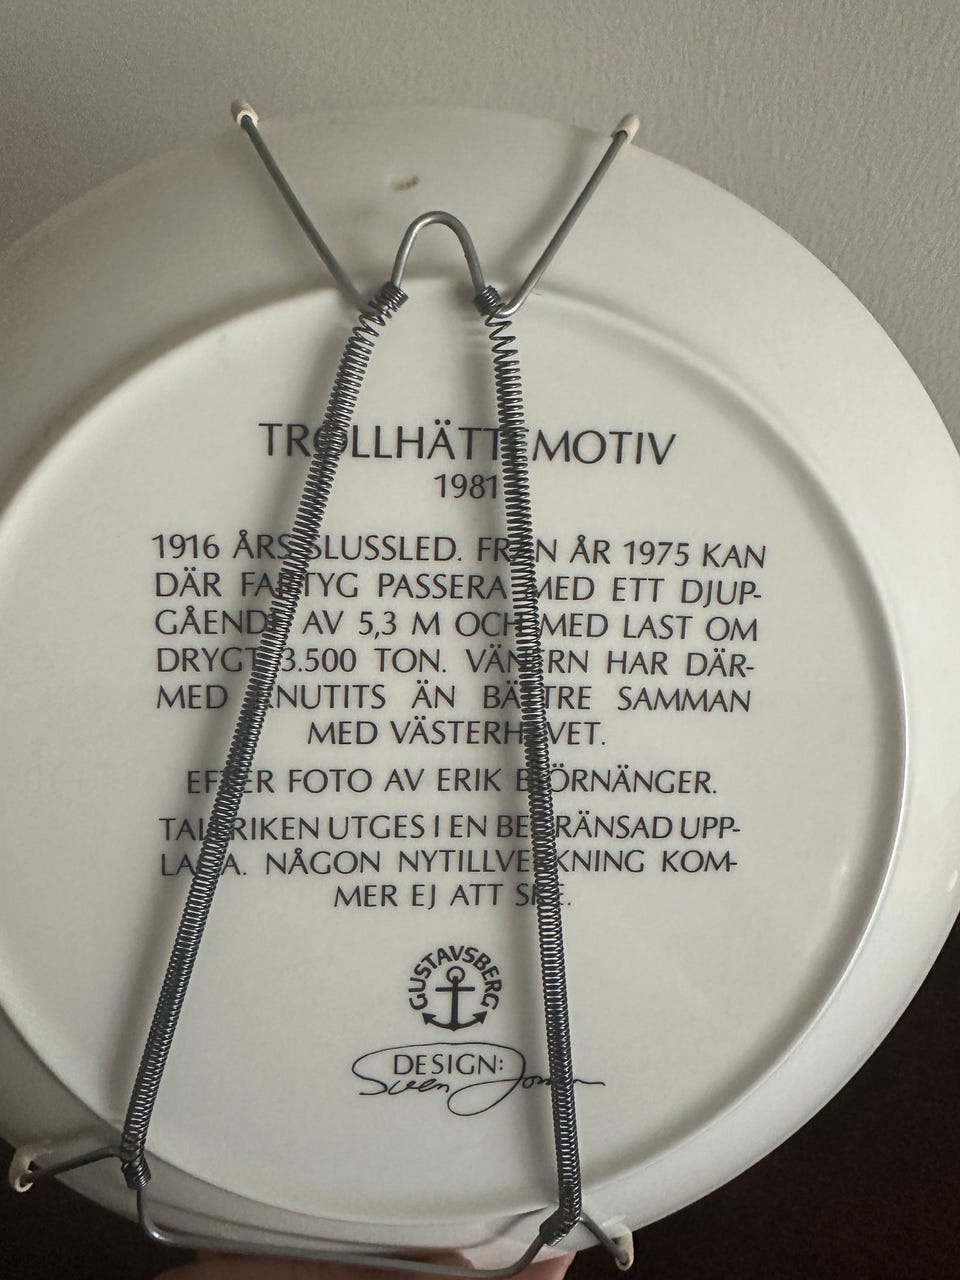 TROLLHÄTTEMOTIV
1981
1916 ÅRS SLUSSLED. FRÅN ÅR 1975 KAN
DÄR FARTYG PASSERA MED ETT DJUP-
GÅENDE AV 5,3 M OCH MED LAST OM
DRYGT 3.500 TON. VÄNERN HAR DÄR-
MED KNUTITS ÄN BÄTTRE SAMMAN
MED VÄSTERHAVET.
EFTER FOTO AV ERIK BJÖRNÄNGER.
TALLRIKEN UTGES I EN BEGRÄNSAD UPP-
LAGA. NÅGON NYTILLVERKNING KOM-
MER EJ ATT SKE.
GUSTAVSBERG
DESIGN:
Sven